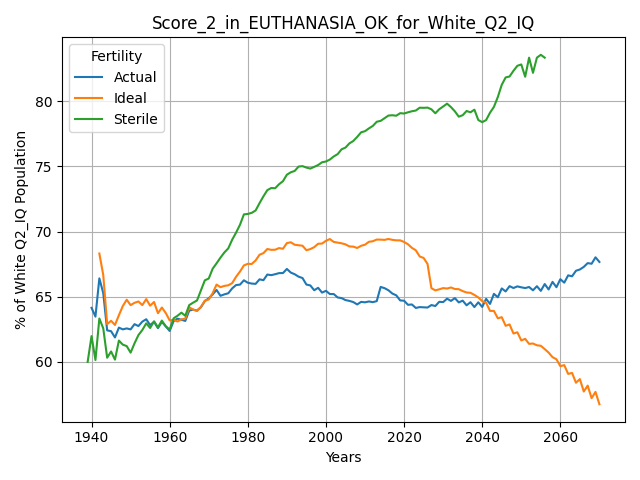 Score_2_in_EUTHANASIA_OK_for_White_Q2_IQ
Fertility
Actual
Ideal
Sterile
% of White Q2_IQ Population
80
75
70
65
60
1940
1960
1980
2000
2020
2040
2060
Years